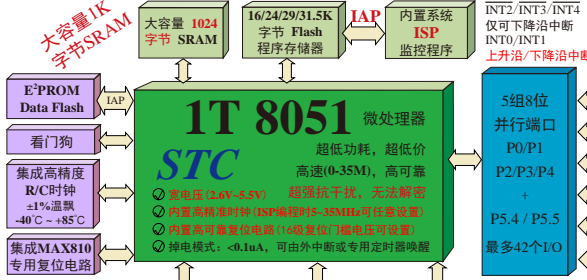 大容量1K
字节SRAM
大容量 1024
字节 SRAM
16/24/29/31.5K
字节 Flash
程序存储器
IAP
内置系统
ISP
监控程序
INT2/INT3/INT4
仅可下降沿中断
INT0/INT1
上升沿/下降沿中断
E²PROM
Data Flash
IAP
看门狗
集成高精度
R/C时钟
±1%温飘
-40℃ ~ +85℃
集成MAX810
专用复位电路
1T 8051 微处理器
STC
超低功耗，超低价
高速(0-35M)，高可靠
超强抗干扰，无法解密
宽电压(2.6V~5.5V)
内置高精准时钟(ISP编程时5~35MHz可任意设置)
内置高可靠复位电路(16级复位门槛电压可设置)
掉电模式：<0.1uA，可由外中断或专用定时器唤醒
5组8位
并行端口
P0/P1
P2/P3/P4
+
P5.4 / P5.5
最多42个I/O